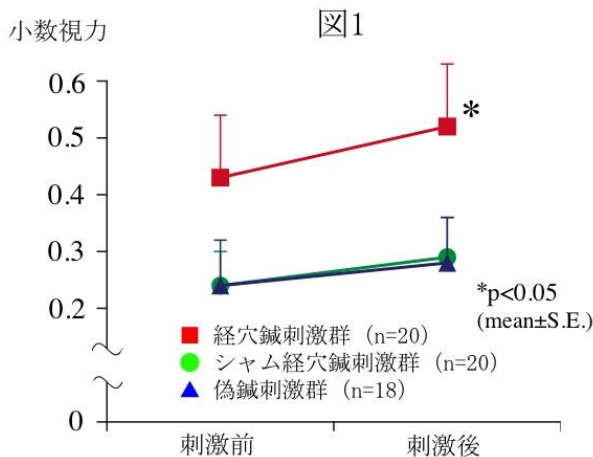 図1
小数視力
0.6
0.5
0.4
0.3
0.2
0
*
*p<0.05
(mean±S.E.)
経穴鍼刺激群 (n=20)
シャム経穴鍼刺激群 (n=20)
偽鍼刺激群 (n=18)
刺激前
刺激後